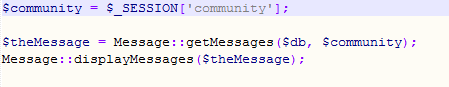 $community = $_SESSION['community'];
$theMessage = Message::getMessages($db, $community);
Message::displayMessages($theMessage);